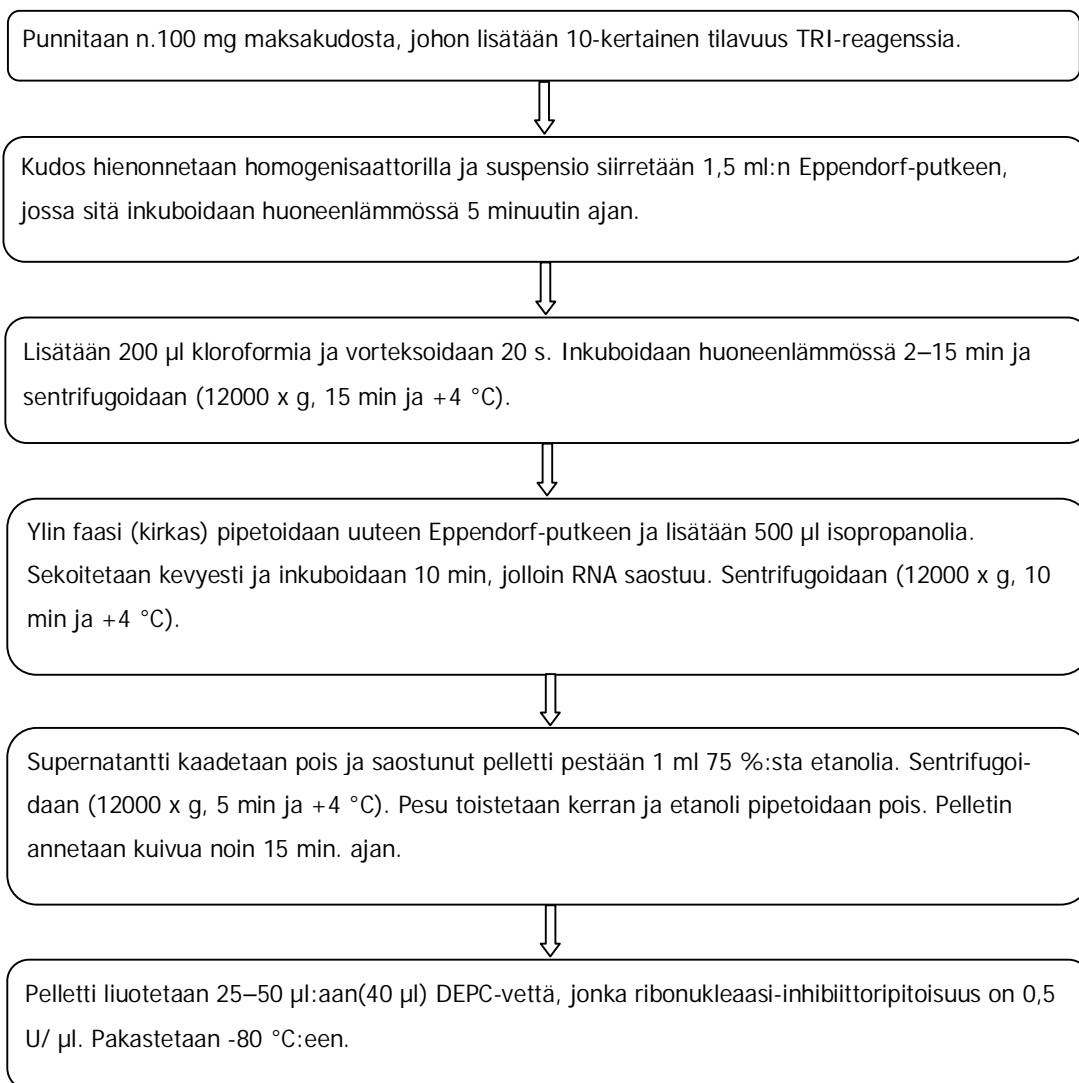 Punnitaan n.100 mg maksakudosta, johon lisätään 10-kertainen tilavuus TRI-reagenssia.
Kudos hienonnetaan homogenisaattorilla ja suspensio siirretään 1,5 ml:n Eppendorf-putkeen,
jossa sitä inkuboidaan huoneenlämmössä 5 minuutin ajan.
Lisätään 200 µl kloroformia ja vorteksoidaan 20 s. Inkuboidaan huoneenlämmössä 2–15 min ja
sentrifugoidaan (12000 x g, 15 min ja +4 °C).
Ylin faasi (kirkas) pipetoidaan uuteen Eppendorf-putkeen ja lisätään 500 µl isopropanolia.
Sekoitetaan kevyesti ja inkuboidaan 10 min, jolloin RNA saostuu. Sentrifugoidaan (12000 x g, 10
min ja +4 °C).
Supernatantti kaadetaan pois ja saostunut pelletti pestään 1 ml 75 %:sta etanolia. Sentrifugoi-
daan (12000 x g, 5 min ja +4 °C). Pesu toistetaan kerran ja etanoli pipetoidaan pois. Pelletin
annetaan kuivua noin 15 min. ajan.
Pelletti liuotetaan 25–50 µl:aan(40 µl) DEPC-vettä, jonka ribonukleaasi-inhibiittoripitoisuus on 0,5
U/ µl. Pakastetaan -80 °C:een.